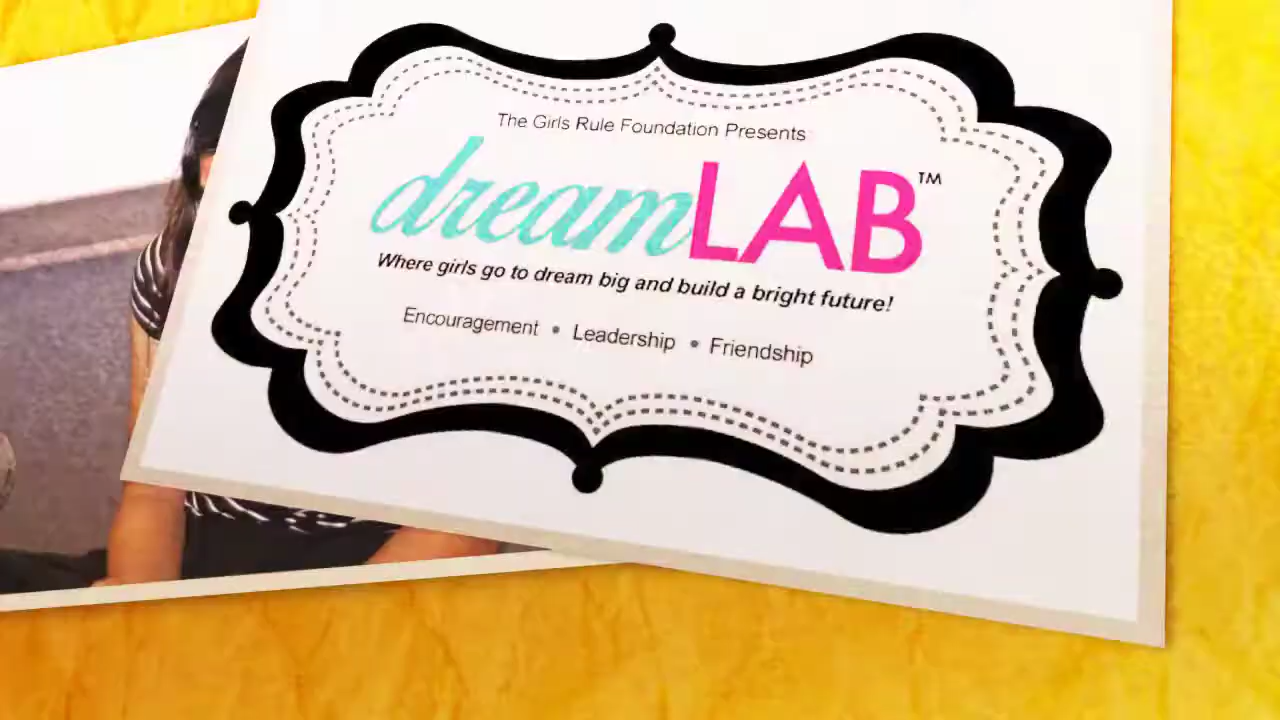 The Girls Rule Foundation Presents
dreamLAB™
Where girls go to dream big and build a bright future!
Encouragement • Leadership • Friendship